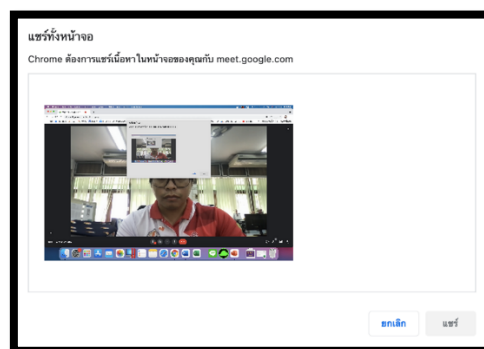 แชร์ทั้งหน้าจอ
Chrome ต้องการแชร์เนื้อหาในหน้าจอของคุณกับ meet.google.com
ยกเลิก
แชร์